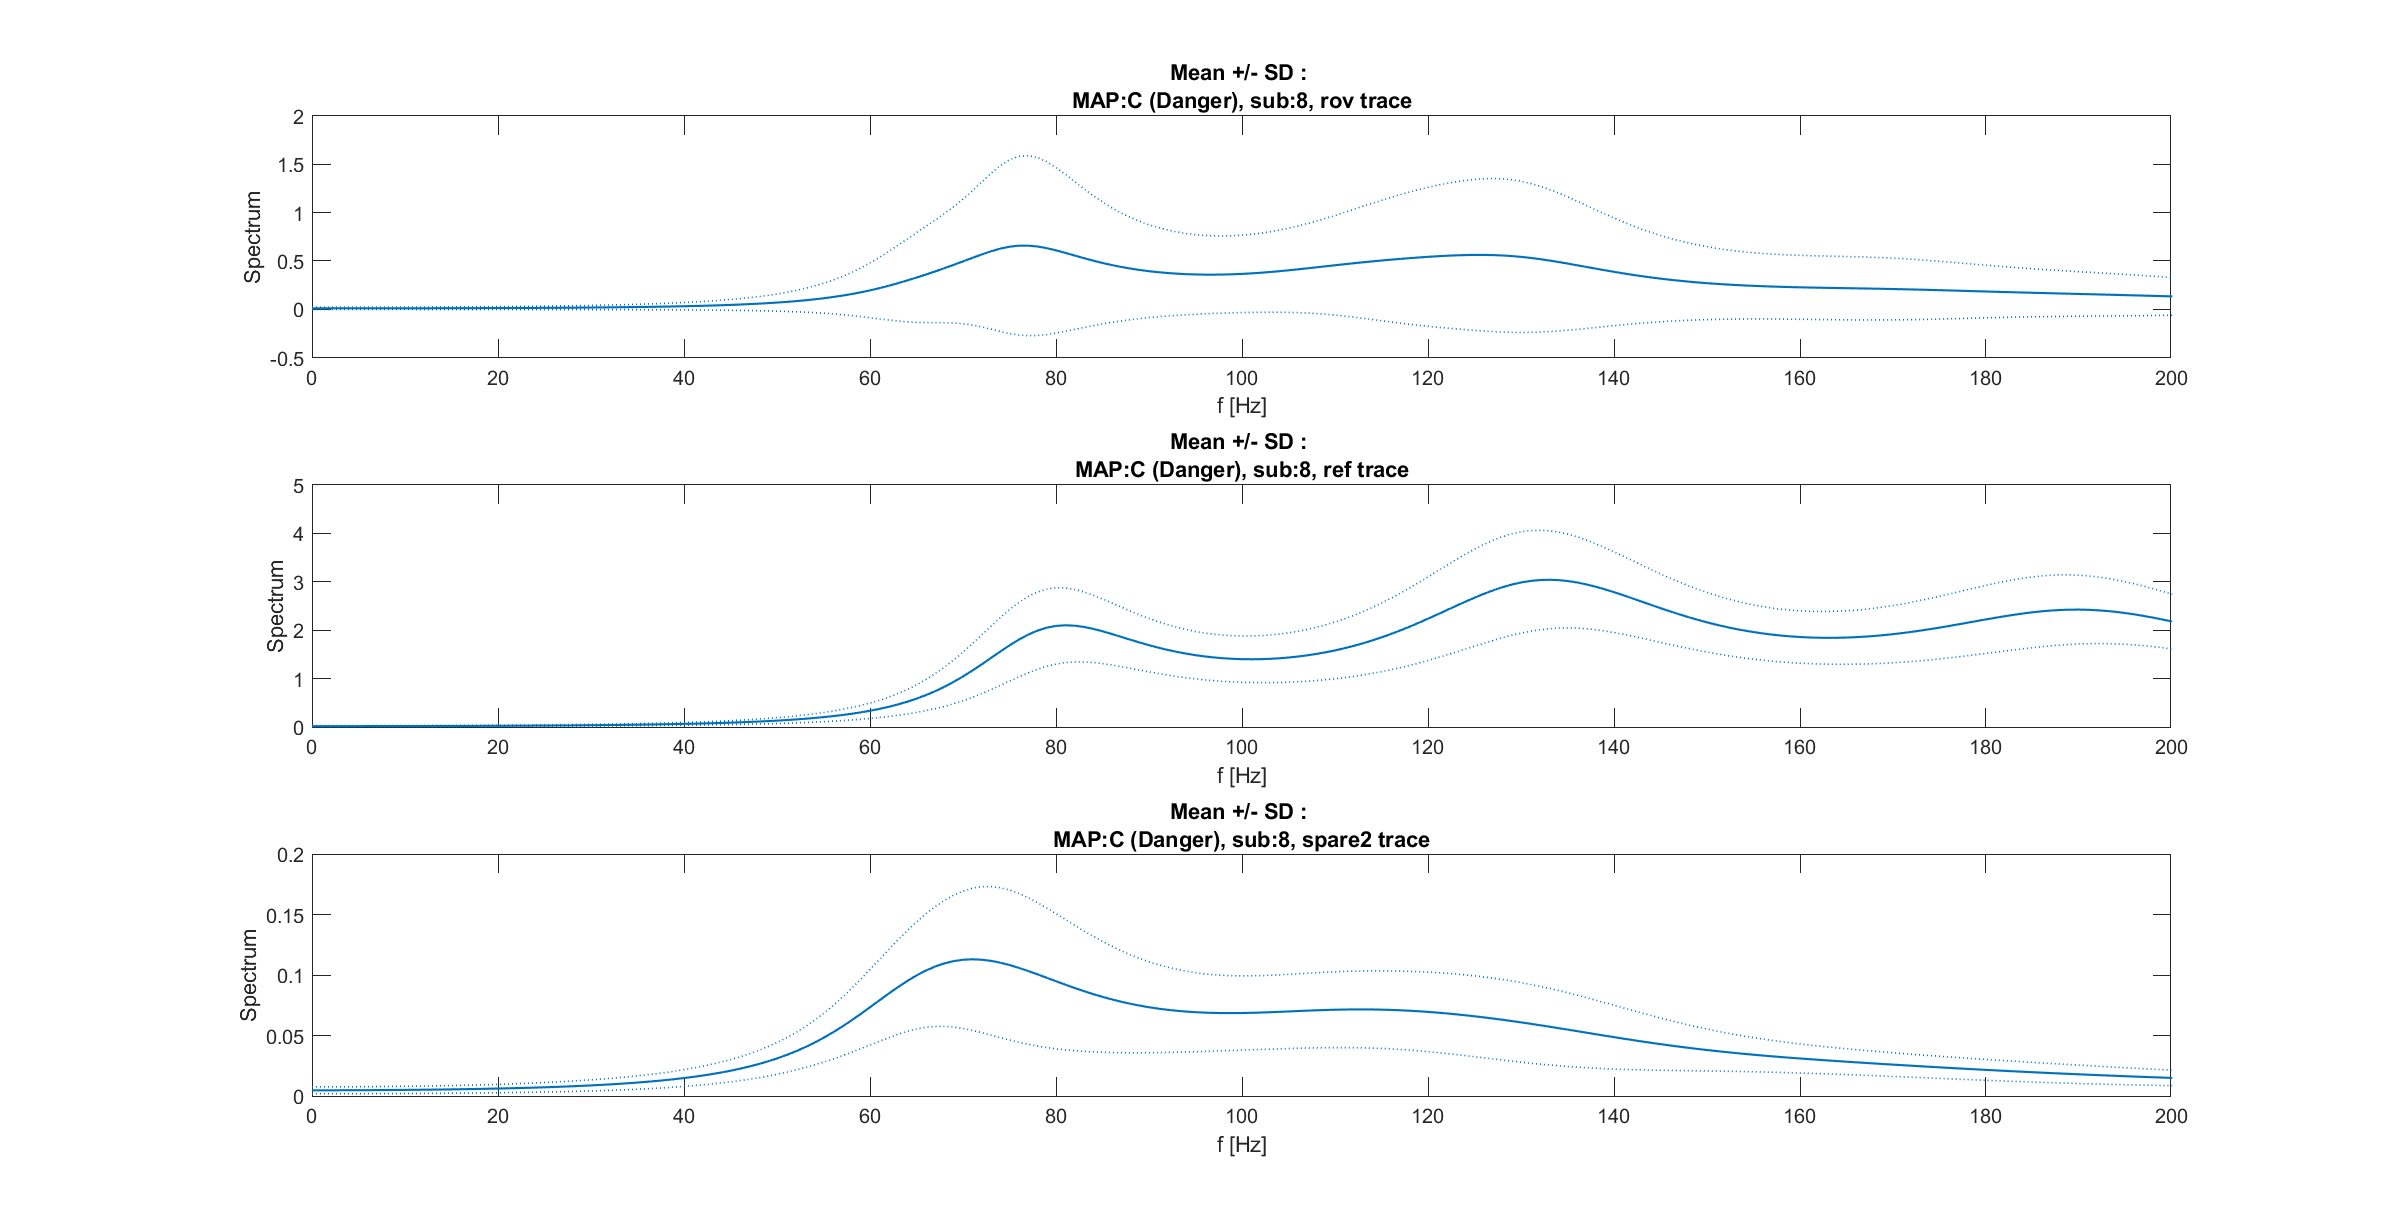 Mean +/- SD :
MAP:C (Danger), sub:8, rov trace
2
1.5
1
0.5
0
-0.5
Spectrum
0 20 40 60 80 100 120 140 160 180 200
f [Hz]
Mean +/- SD :
MAP:C (Danger), sub:8, ref trace
5
4
3
2
1
0
Spectrum
0 20 40 60 80 100 120 140 160 180 200
f [Hz]
Mean +/- SD :
MAP:C (Danger), sub:8, spare2 trace
0.2
0.15
0.1
0.05
0
Spectrum
0 20 40 60 80 100 120 140 160 180 200
f [Hz]